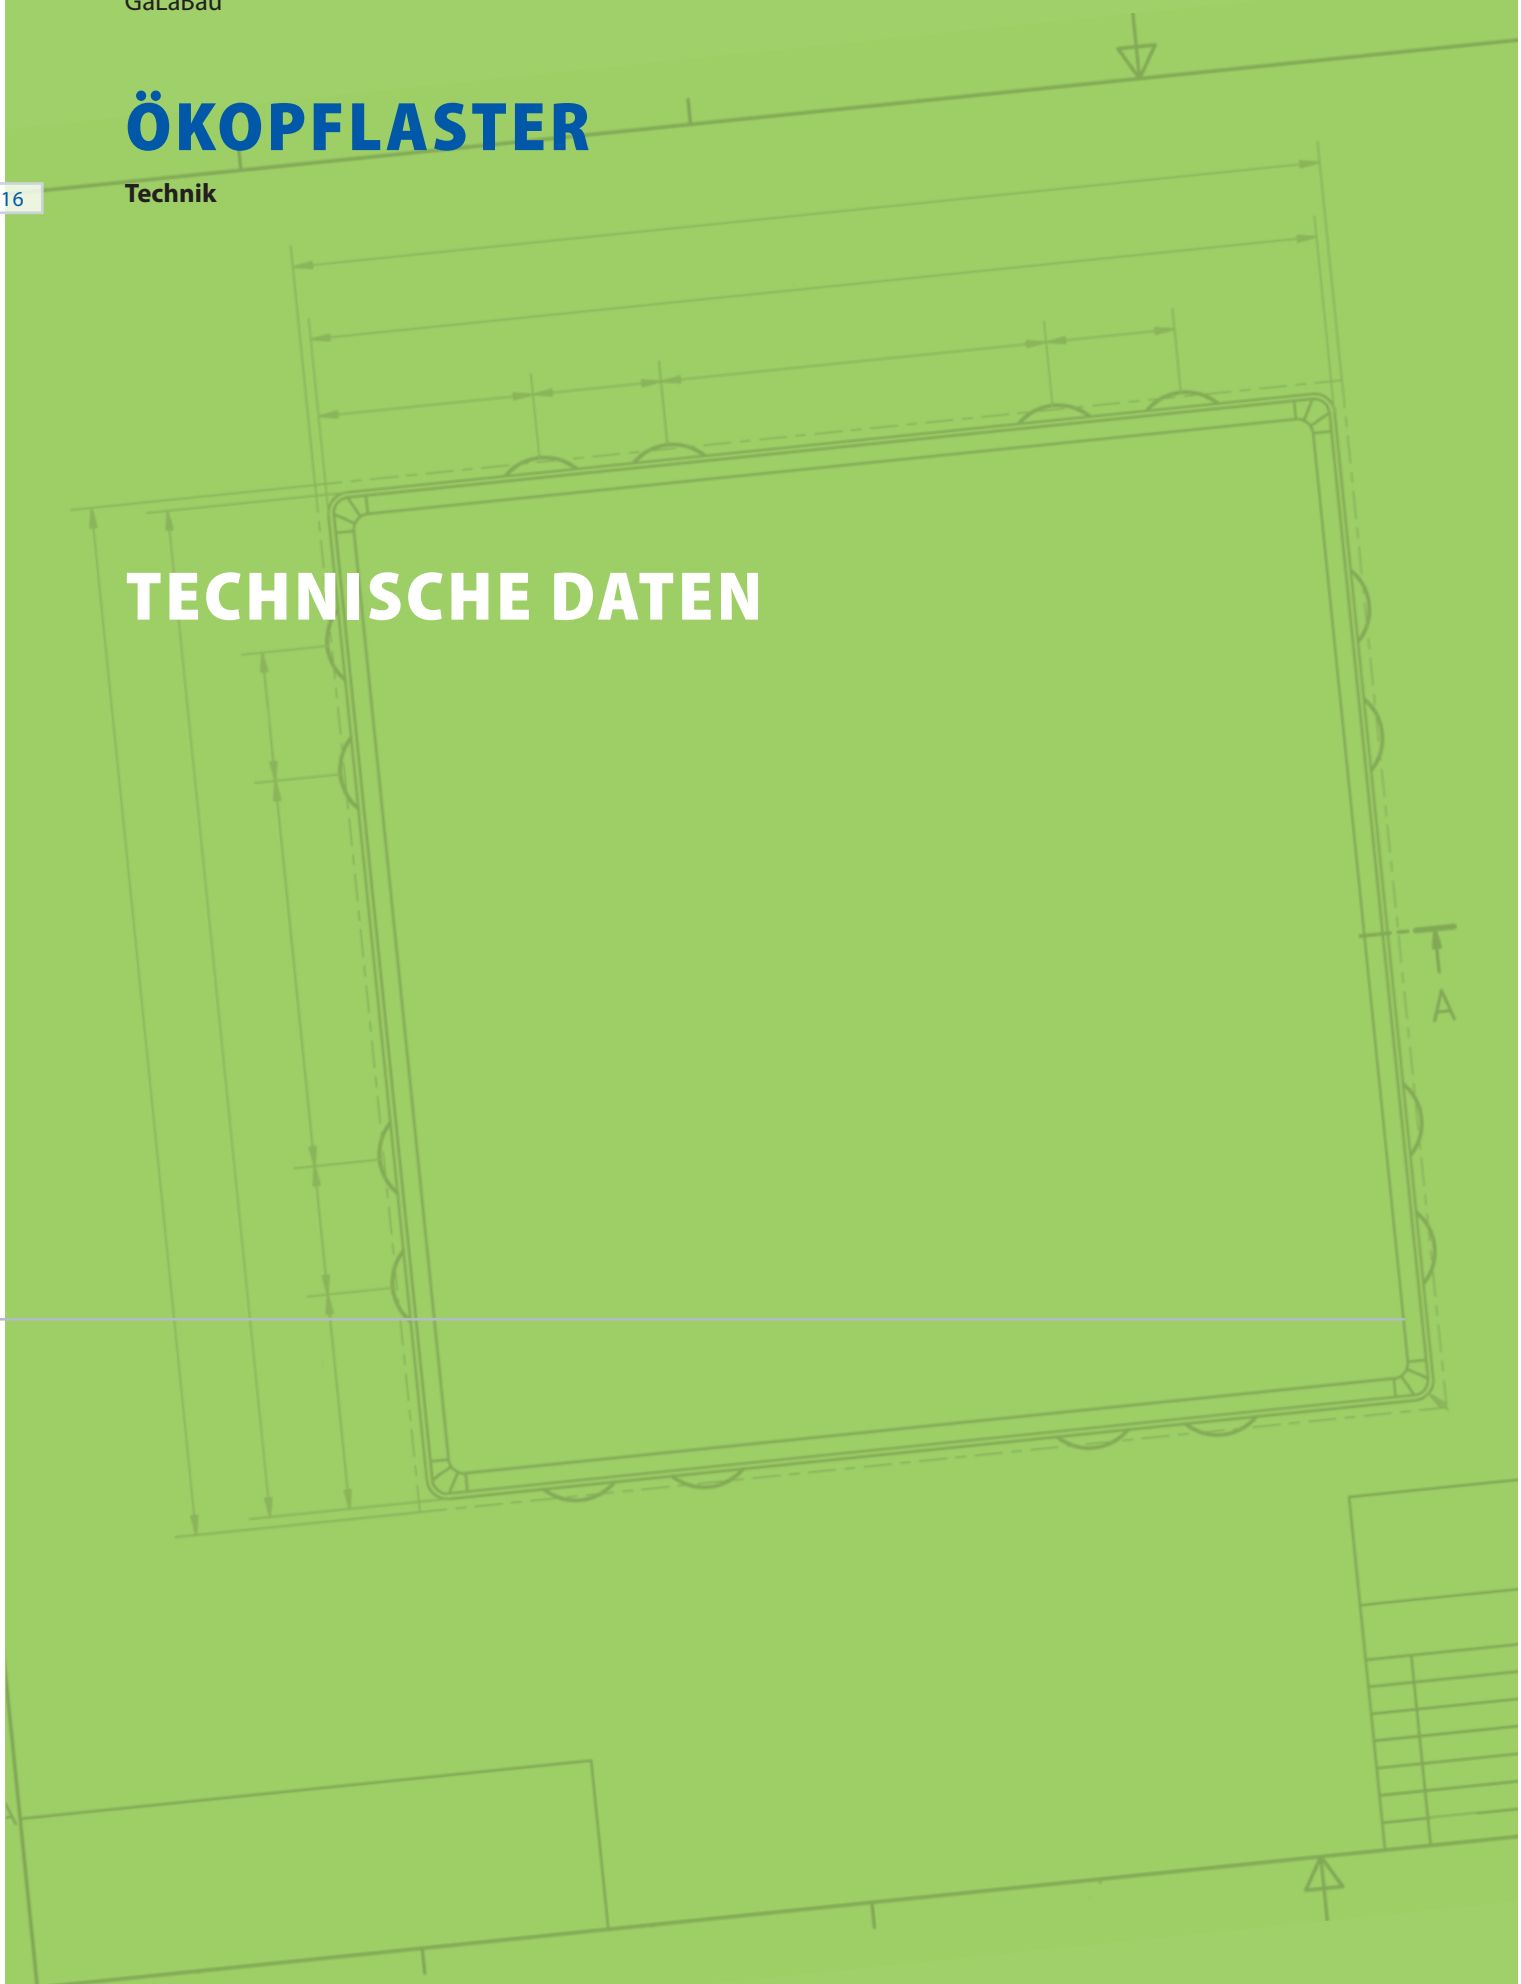 GaLaBau
ÖKOPFLASTER
16
Technik
TECHNISCHE DATEN
A